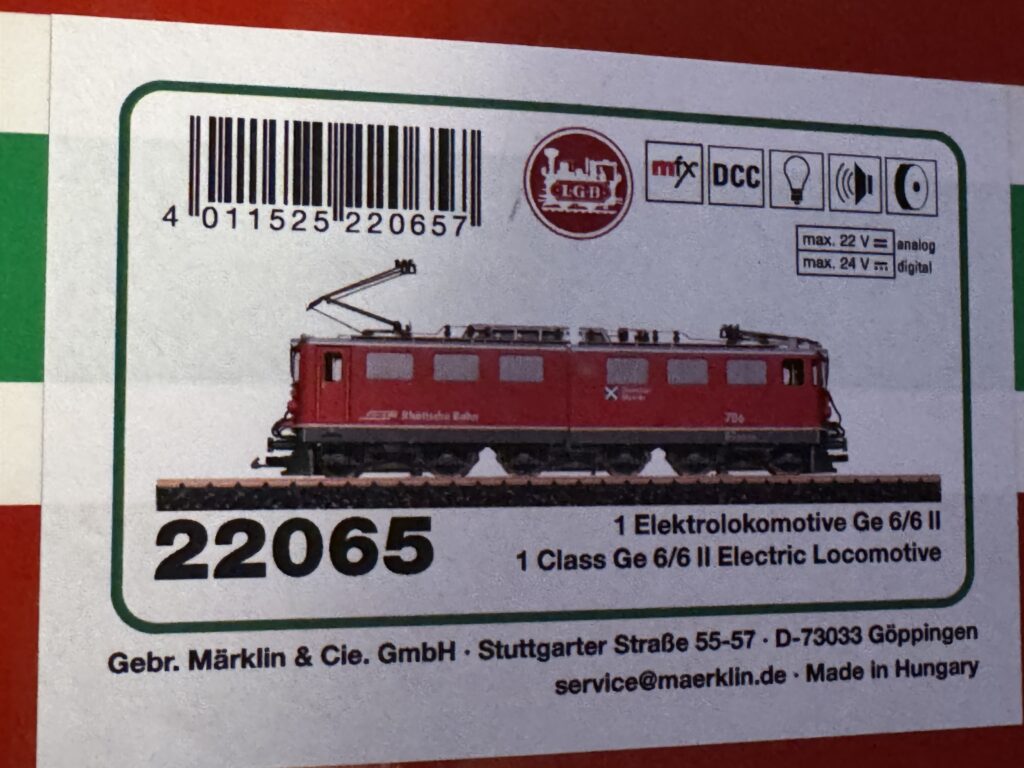 4 011525 220657
LGB
mfx
DCC
max. 22 V analog
max. 24 V digital
Rhätische Bahn
706
22065
1 Elektrolokomotive Ge 6/6 II
1 Class Ge 6/6 II Electric Locomotive
Gebr. Märklin & Cie. GmbH · Stuttgarter Straße 55-57 · D-73033 Göppingen
service@maerklin.de · Made in Hungary